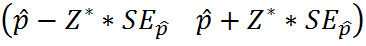 (p̂ − Z* * SE_p̂   p̂ + Z* * SE_p̂)